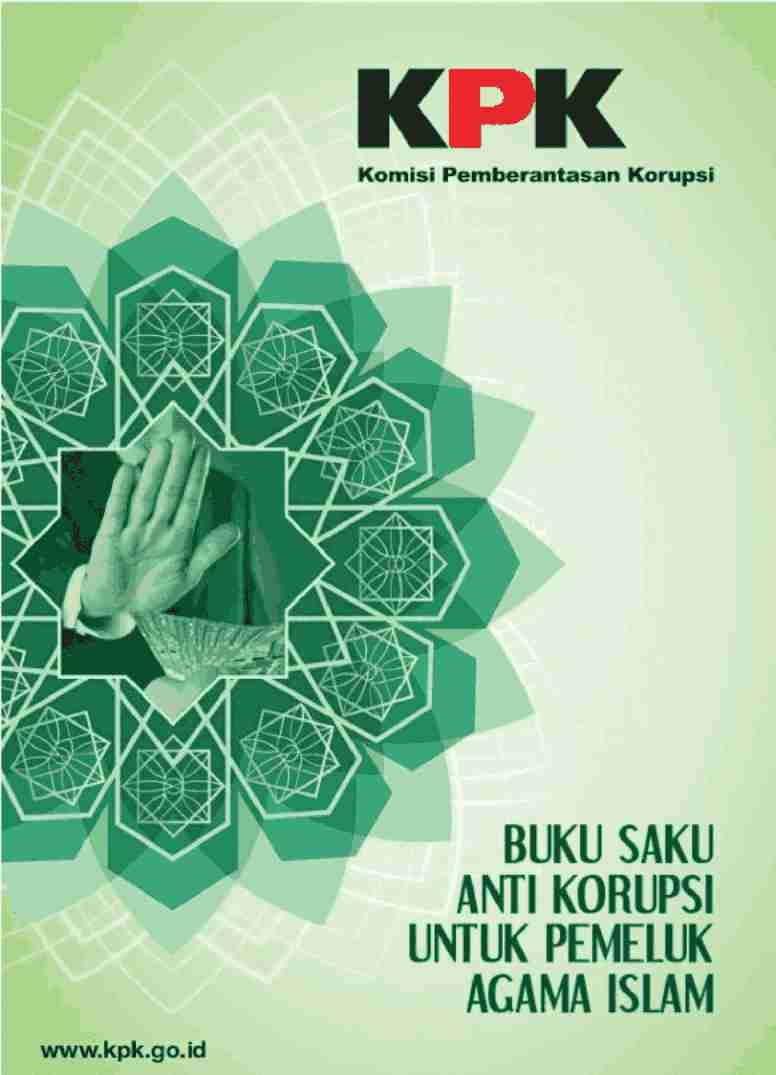 KPK
Komisi Pemberantasan Korupsi
BUKU SAKU
ANTI KORUPSI
UNTUK PEMELUK
AGAMA ISLAM
www.kpk.go.id